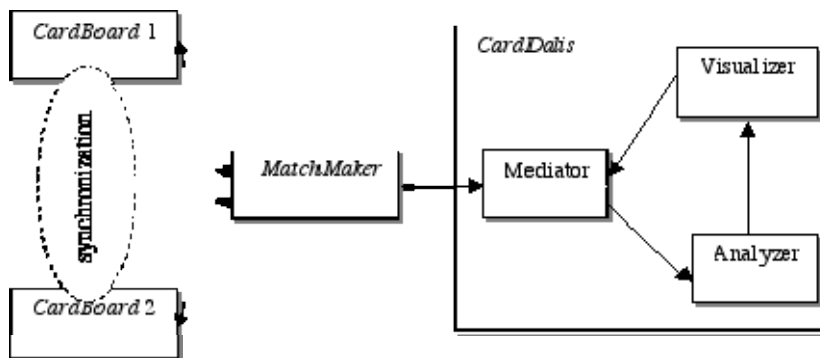 CardBoard 1
CardDalis
Visualizer
synchronization
MatchMaker
Mediator
Analyzer
CardBoard 2